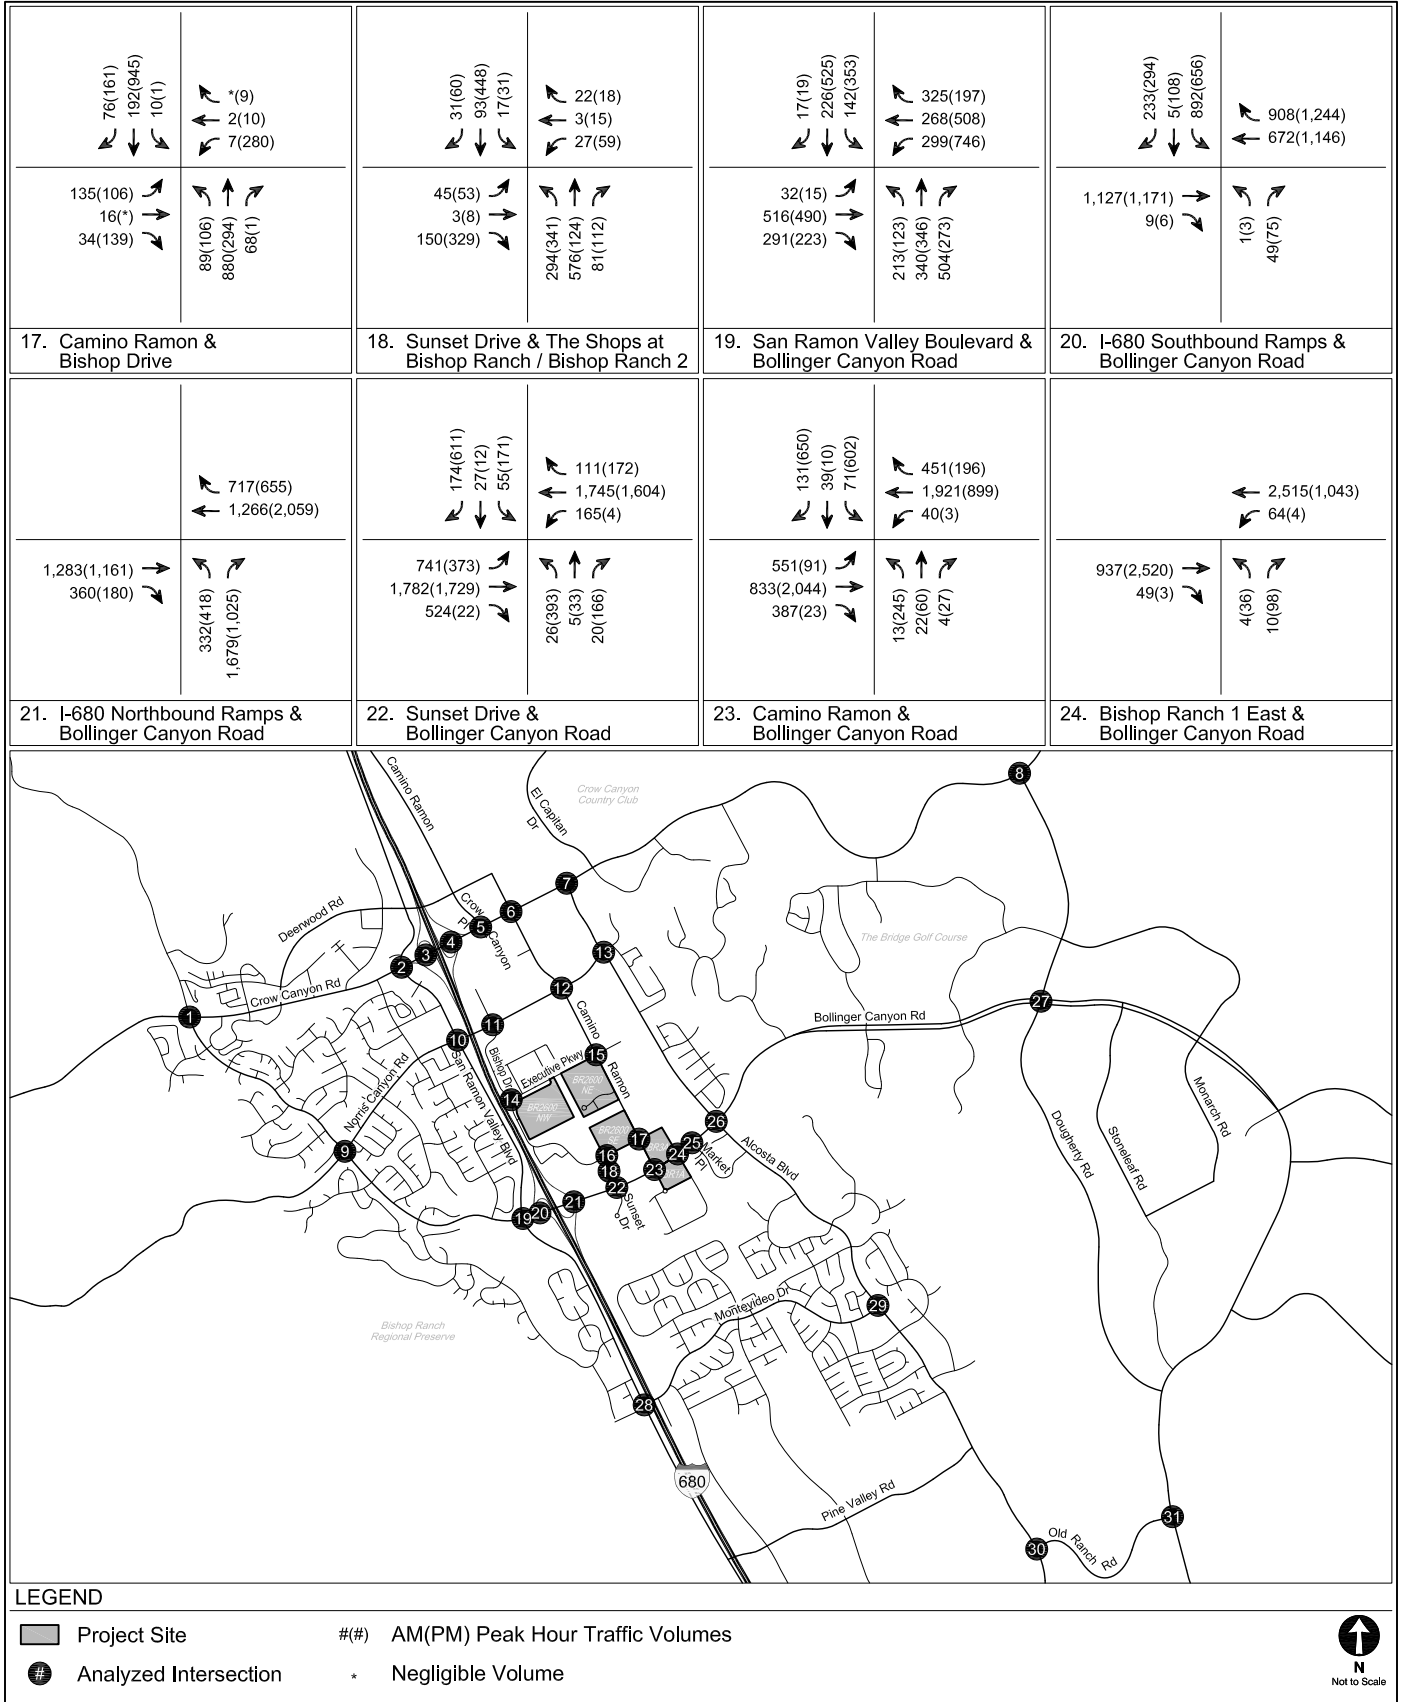 76(161)
192(945)
10(1)
*(9)
2(10)
7(280)
135(106)
16(*)
34(139)
89(106)
880(294)
68(1)
17. Camino Ramon &
Bishop Drive
31(60)
93(448)
17(31)
22(18)
3(15)
27(59)
45(53)
3(8)
150(329)
294(341)
576(124)
81(112)
18. Sunset Drive & The Shops at
Bishop Ranch / Bishop Ranch 2
17(19)
226(525)
142(353)
325(197)
268(508)
299(746)
32(15)
516(490)
291(223)
213(123)
340(346)
504(273)
19. San Ramon Valley Boulevard &
Bollinger Canyon Road
233(294)
5(108)
892(656)
908(1,244)
672(1,146)
1,127(1,171)
9(6)
1(3)
49(75)
20. I-680 Southbound Ramps &
Bollinger Canyon Road
717(655)
1,266(2,059)
1,283(1,161)
360(180)
332(418)
1,679(1,025)
21. I-680 Northbound Ramps &
Bollinger Canyon Road
174(611)
27(12)
55(171)
111(172)
1,745(1,604)
165(4)
741(373)
1,782(1,729)
524(22)
26(393)
5(33)
20(166)
22. Sunset Drive &
Bollinger Canyon Road
131(650)
39(10)
71(602)
451(196)
1,921(899)
40(3)
551(91)
833(2,044)
387(23)
13(245)
22(60)
4(27)
23. Camino Ramon &
Bollinger Canyon Road
2,515(1,043)
64(4)
937(2,520)
49(3)
4(36)
10(98)
24. Bishop Ranch 1 East &
Bollinger Canyon Road
Camino Ramon
El Capitan
Dr
Crow Canyon
Country Club
8
7
6
5
4
3
2
Crow
Canyon
Pl
Deerwood Rd
Crow Canyon Rd
1
The Bridge Golf Course
13
12
11
10
27
Bollinger Canyon Rd
Camino
Ramon
Bishop Dr
Executive Pkwy
15
14
BR2600
NE
BR2600
NW
BR2600
SE
Norris Canyon Rd
San Ramon Valley Blvd
9
26
25
24
17
16
18
23
22
21
20
19
BR1A
Market
Pl
Sunset
Dr
Alcosta Blvd
Dougherty Rd
Stoneleaf Rd
Monarch Rd
Montevideo Dr
29
Bishop Ranch
Regional Preserve
28
680
Pine Valley Rd
30
Old
Ranch
Rd
31
LEGEND
Project Site
#(#) AM(PM) Peak Hour Traffic Volumes
# Analyzed Intersection
* Negligible Volume
N
Not to Scale